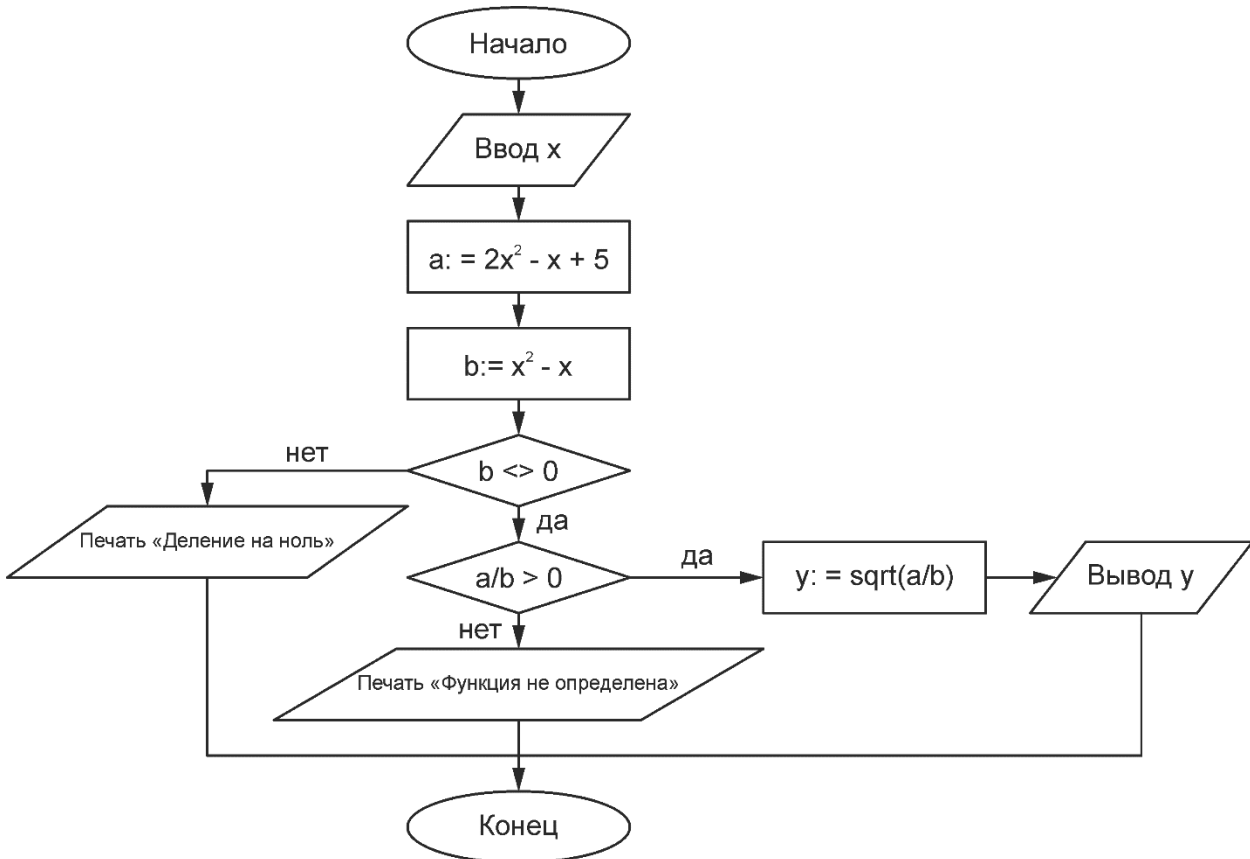 Начало
Ввод x
a: = 2x² - x + 5
b:= x² - x
нет
b <> 0
да
Печать «Деление на ноль»
a/b > 0
да
y: = sqrt(a/b)
Вывод y
нет
Печать «Функция не определена»
Конец